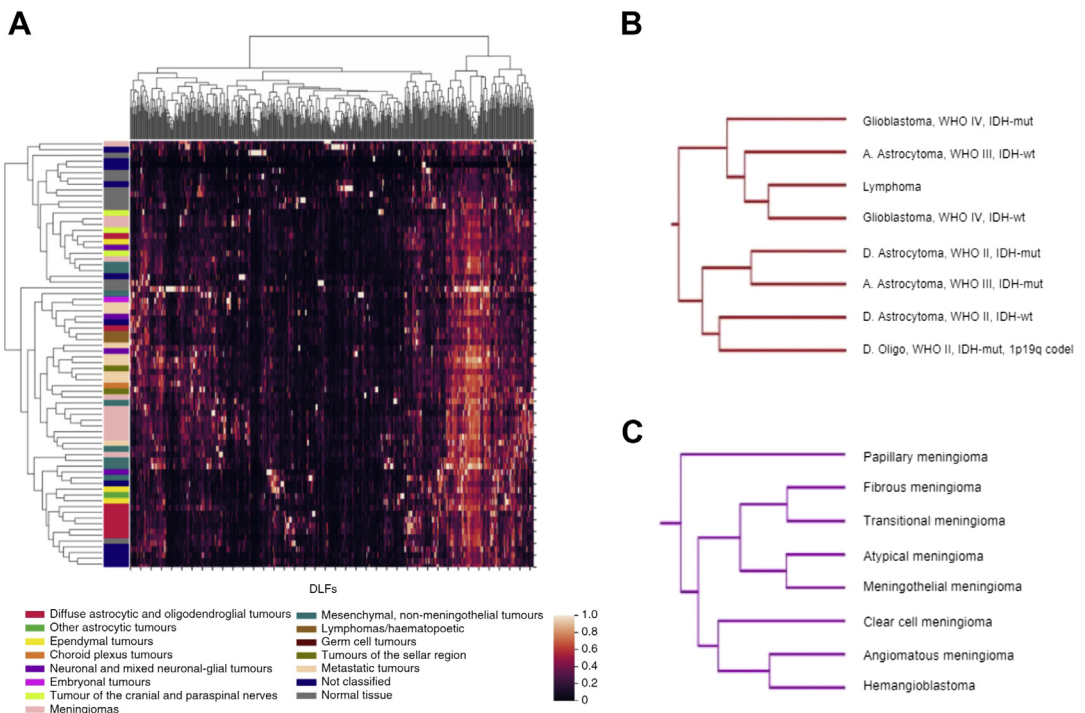 A
B
Glioblastoma, WHO IV, IDH-mut
A. Astrocytoma, WHO III, IDH-wt
Lymphoma
Glioblastoma, WHO IV, IDH-wt
D. Astrocytoma, WHO II, IDH-mut
A. Astrocytoma, WHO III, IDH-mut
D. Astrocytoma, WHO II, IDH-wt
D. Oligo, WHO II, IDH-mut, 1p19q codel
C
Papillary meningioma
Fibrous meningioma
Transitional meningioma
Atypical meningioma
Meningothelial meningioma
Clear cell meningioma
Angiomatous meningioma
Hemangioblastoma
DLFs
Diffuse astrocytic and oligodendroglial tumours
Other astrocytic tumours
Ependymal tumours
Choroid plexus tumours
Neuronal and mixed neuronal-glial tumours
Embryonal tumours
Tumour of the cranial and paraspinal nerves
Meningiomas
Mesenchymal, non-meningothelial tumours
Lymphomas/haematopoetic
Germ cell tumours
Tumours of the sellar region
Metastatic tumours
Not classified
Normal tissue
1.0
0.8
0.6
0.4
0.2
0